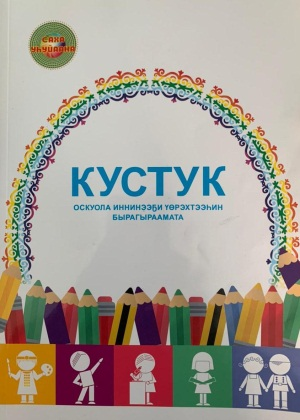 САХА
УҺУЙААНА
КУСТУК
ОСКУОЛА ИННИНЭЭҔИ ҮӨРЭХТЭЭҺИН
БЫРАГЫРААМАТА